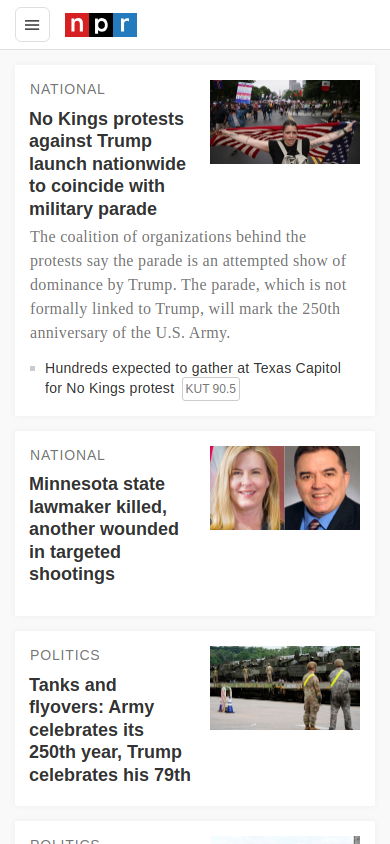 npr
NATIONAL
No Kings protests
against Trump
launch nationwide
to coincide with
military parade
The coalition of organizations behind the
protests say the parade is an attempted show of
dominance by Trump. The parade, which is not
formally linked to Trump, will mark the 250th
anniversary of the U.S. Army.
Hundreds expected to gather at Texas Capitol
for No Kings protest KUT 90.5
NATIONAL
Minnesota state
lawmaker killed,
another wounded
in targeted
shootings
POLITICS
Tanks and
flyovers: Army
celebrates its
250th year, Trump
celebrates his 79th
POLITICS